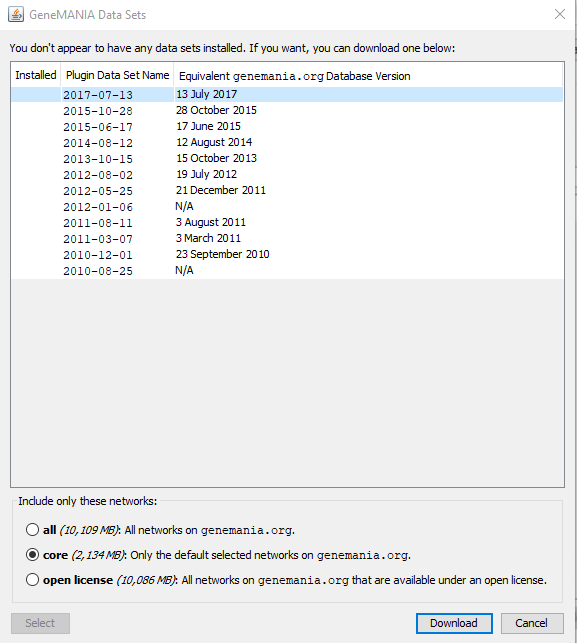 GeneMANIA Data Sets
You don't appear to have any data sets installed. If you want, you can download one below:
Installed Plugin Data Set Name Equivalent genemania.org Database Version
2017-07-13 13 July 2017
2015-10-28 28 October 2015
2015-06-17 17 June 2015
2014-08-12 12 August 2014
2013-10-15 15 October 2013
2012-08-02 19 July 2012
2012-05-25 21 December 2011
2012-01-06 N/A
2011-08-11 3 August 2011
2011-03-07 3 March 2011
2010-12-01 23 September 2010
2010-08-25 N/A
Include only these networks:
all (10,109 MB): All networks on genemania.org.
core (2,134 MB): Only the default selected networks on genemania.org.
open license (10,086 MB): All networks on genemania.org that are available under an open license.
Select Download Cancel